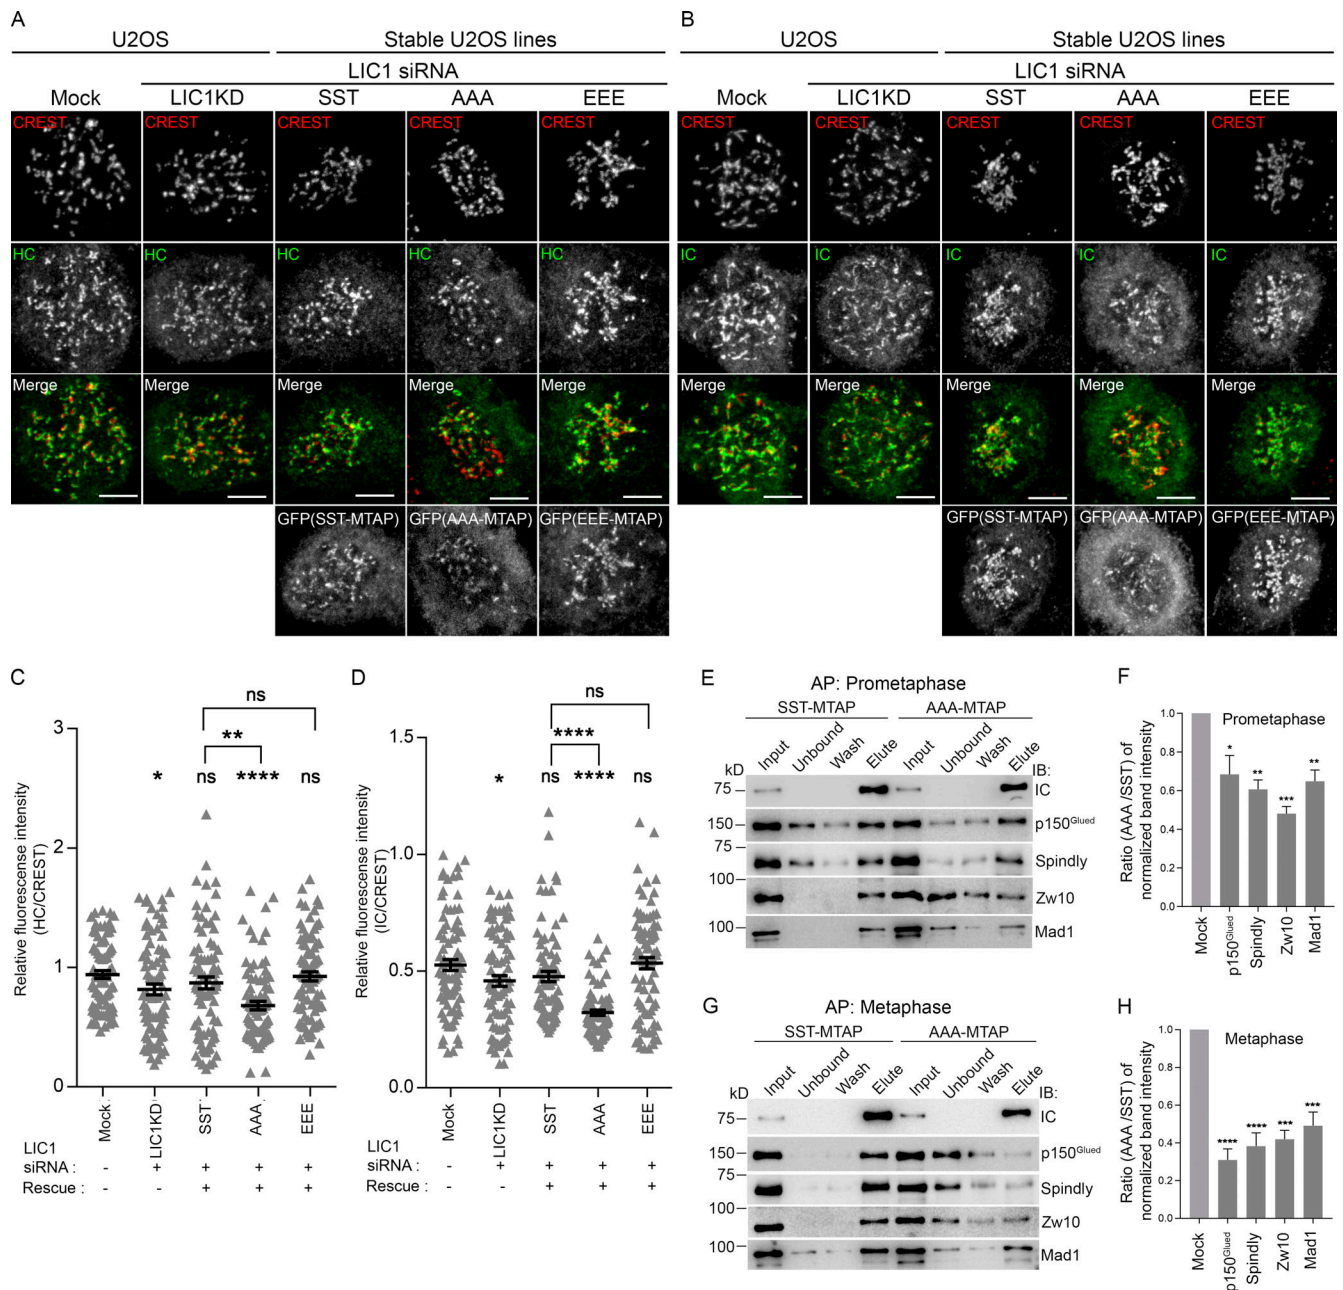 A
U2OS
Stable U2OS lines
LIC1 siRNA
Mock
LIC1KD
SST
AAA
EEE
CREST
CREST
CREST
CREST
CREST
HC
HC
HC
HC
HC
Merge
Merge
Merge
Merge
Merge
GFP(SST-MTAP)
GFP(AAA-MTAP)
GFP(EEE-MTAP)
B
U2OS
Stable U2OS lines
LIC1 siRNA
Mock
LIC1KD
SST
AAA
EEE
CREST
CREST
CREST
CREST
CREST
IC
IC
IC
IC
IC
Merge
Merge
Merge
Merge
Merge
GFP(SST-MTAP)
GFP(AAA-MTAP)
GFP(EEE-MTAP)
C
ns
**
* ns **** ns
Relative fluorescense intensity
(HC/CREST)
3
2
1
0
Mock
LIC1KD
SST
AAA
EEE
LIC1
siRNA : - + + + +
Rescue : - - + + +
D
ns
****
* ns **** ns
Relative fluorescense intensity
(IC/CREST)
1.5
1.0
0.5
0.0
Mock
LIC1KD
SST
AAA
EEE
LIC1
siRNA : - + + + +
Rescue : - - + + +
E
AP: Prometaphase
SST-MTAP AAA-MTAP
Input Unbound Wash Elute Input Unbound Wash Elute
kD IB:
75 IC
150 p150Glued
75
Spindly
100
Zw10
100 Mad1
F
Prometaphase
Ratio (AAA /SST) of
normalized band intensity
1.0
0.8
0.6
0.4
0.2
0.0
* ** *** **
Mock
p150Glued
Spindly
Zw10
Mad1
G
AP: Metaphase
SST-MTAP AAA-MTAP
Input Unbound Wash Elute Input Unbound Wash Elute
kD IB:
75 IC
150 p150Glued
75
Spindly
100
Zw10
100 Mad1
H
Metaphase
Ratio (AAA /SST) of
normalized band intensity
1.0
0.8
0.6
0.4
0.2
0.0
**** **** *** ***
Mock
p150Glued
Spindly
Zw10
Mad1